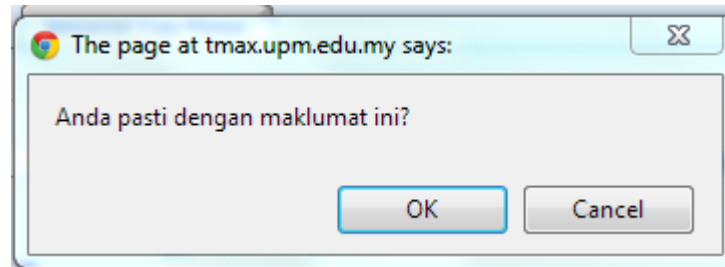 The page at tmax.upm.edu.my says:
Anda pasti dengan maklumat ini?
OK
Cancel